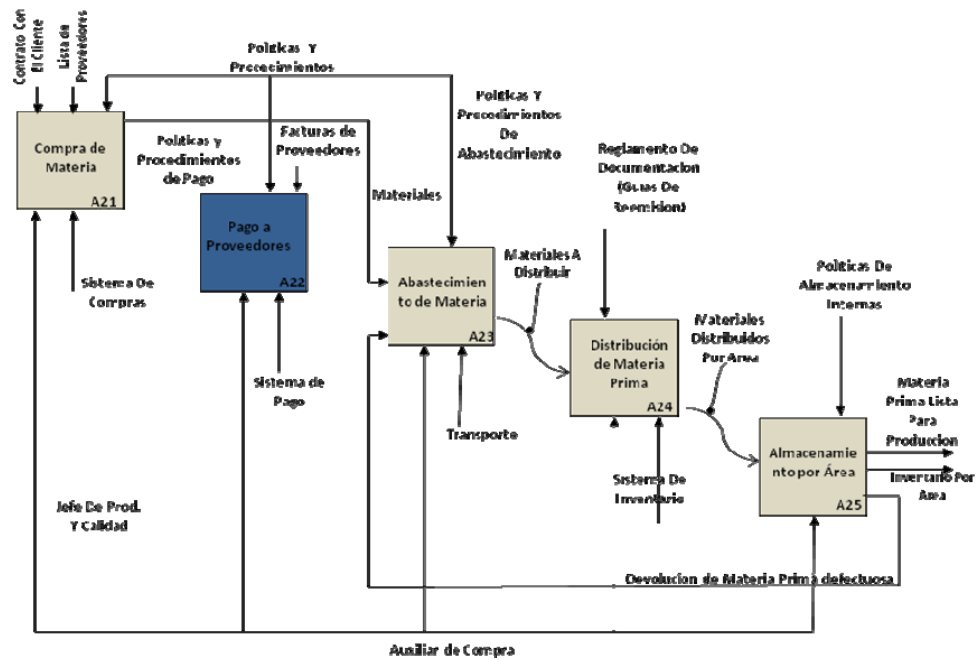 Contrato Con
El Cliente
Lista de
Proveedores
Politicas Y
Procedimientos
Compra de
Materia
A21
Politicas y
Procedimientos
de Pago
Facturas de
Proveedores
Politicas Y
Procedimientos
De
Abastecimiento
Materiales
Pago a
Proveedores
A22
Reglamento De
Documentacion
(Guias De
Reemision)
Sistema De
Compras
Abastecimien
to de Materia
A23
Materiales A
Distribuir
Politicas De
Almacenamiento
Internas
Sistema de
Pago
Transporte
Distribución
de Materia
Prima
A24
Materiales
Distribuidos
Por Area
Materia
Prima Lista
Para
Produccion
Sistema De
Inventario
Almacenamie
nto por Área
A25
Inventario Por
Area
Jefe De Prod.
Y Calidad
Devolucion de Materia Prima defectuosa
Auxiliar de Compra